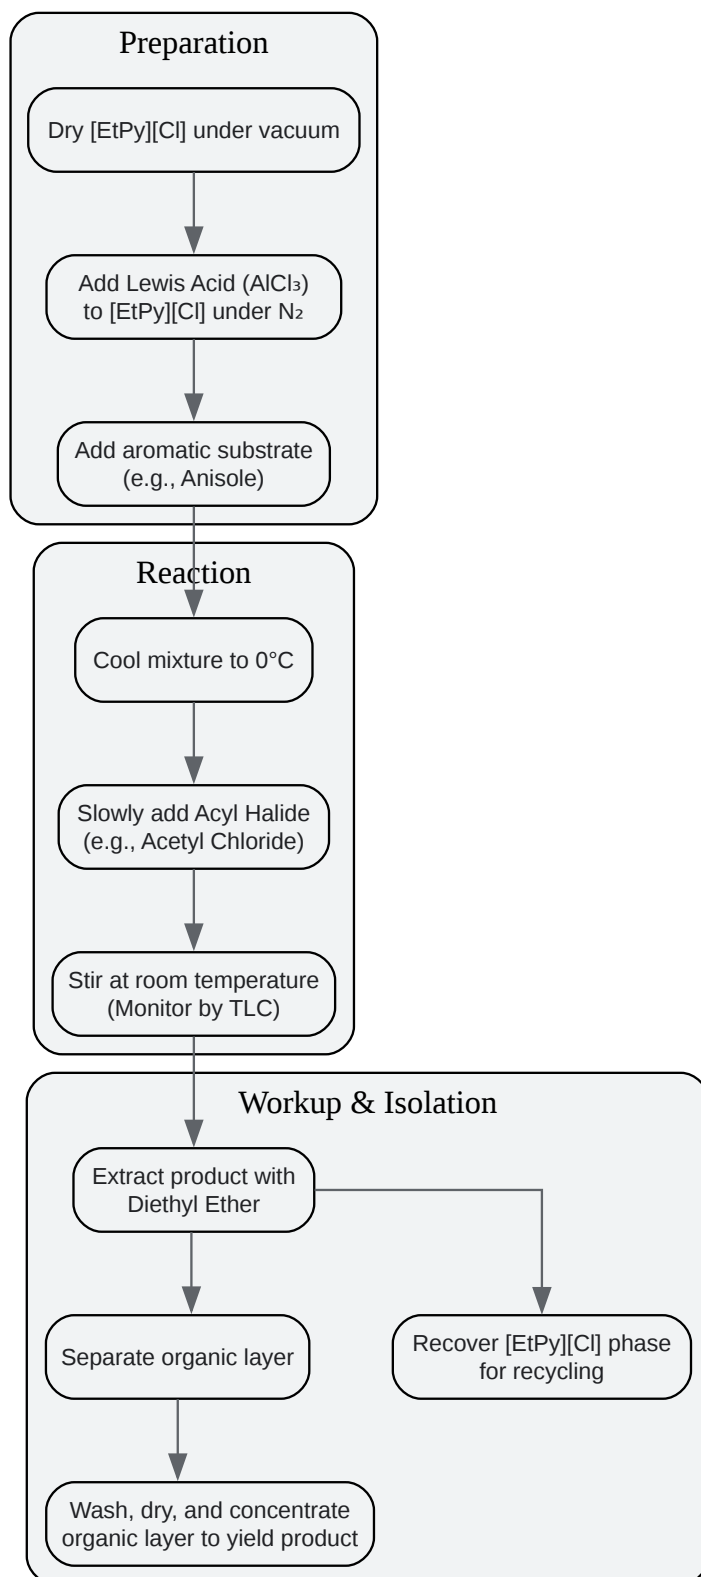 Preparation
Dry [EtPy][Cl] under vacuum
Add Lewis Acid (AlCl₃)
to [EtPy][Cl] under N₂
Add aromatic substrate
(e.g., Anisole)
Reaction
Cool mixture to 0°C
Slowly add Acyl Halide
(e.g., Acetyl Chloride)
Stir at room temperature
(Monitor by TLC)
Workup & Isolation
Extract product with
Diethyl Ether
Separate organic layer
Recover [EtPy][Cl] phase
for recycling
Wash, dry, and concentrate
organic layer to yield product